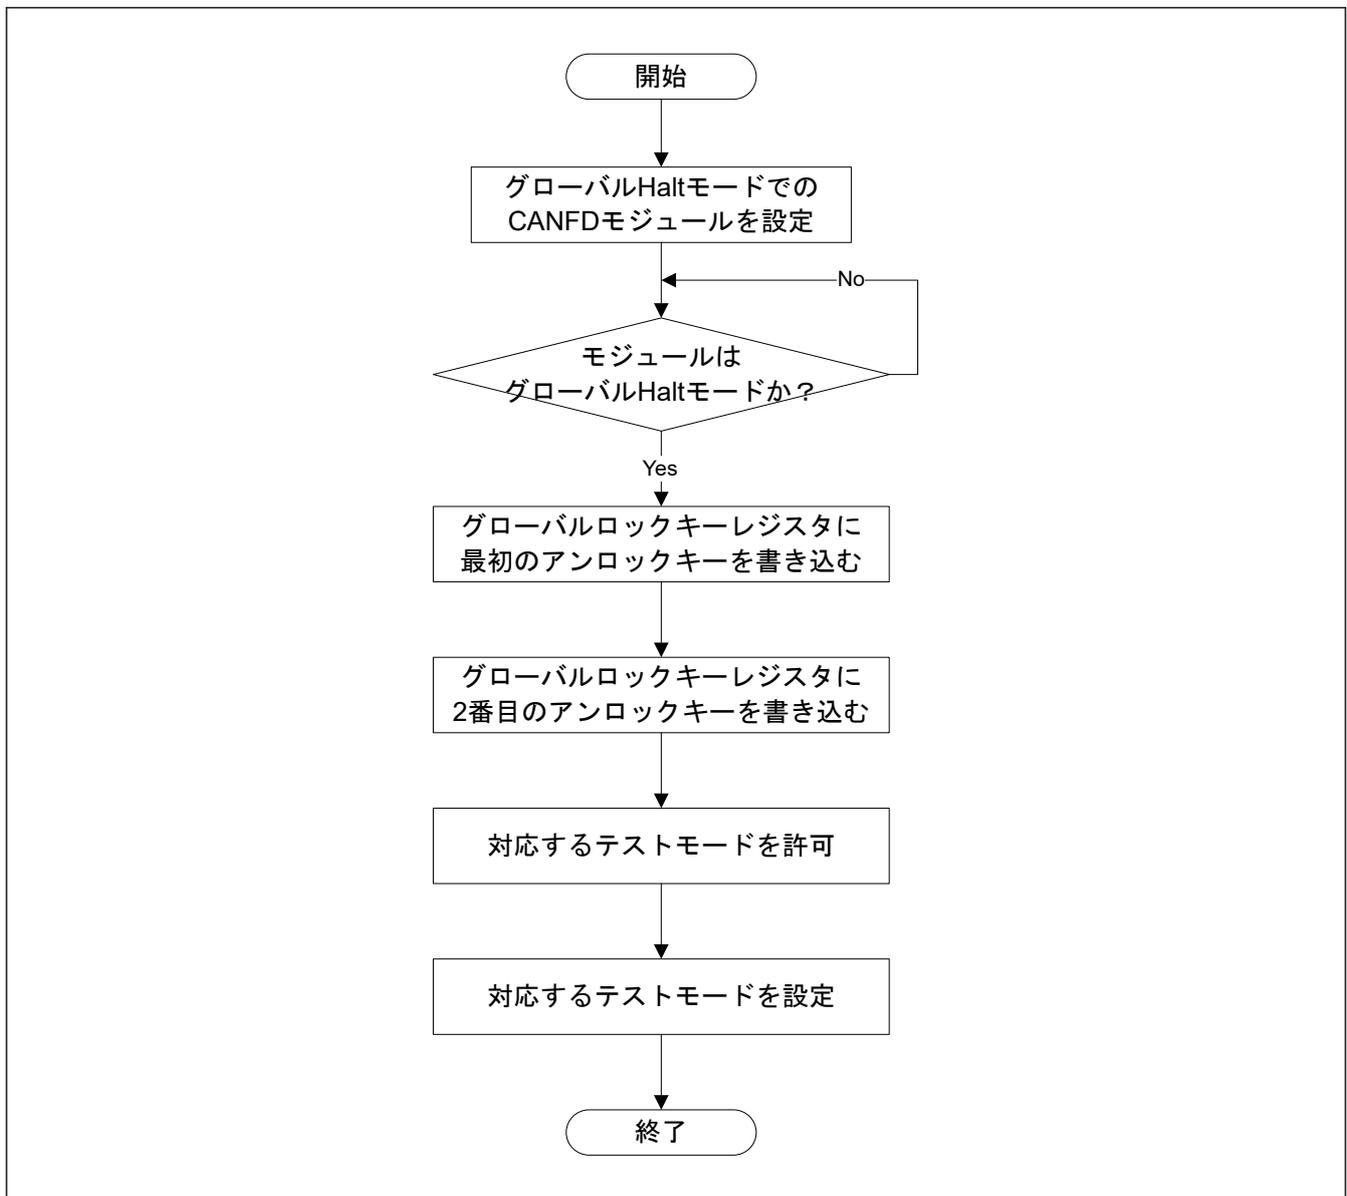 開始
グローバルHaltモードでの
CANFDモジュールを設定
No
モジュールは
グローバルHaltモードか？
Yes
グローバルロックキーレジスタに
最初のアンロックキーを書き込む
グローバルロックキーレジスタに
2番目のアンロックキーを書き込む
対応するテストモードを許可
対応するテストモードを設定
終了